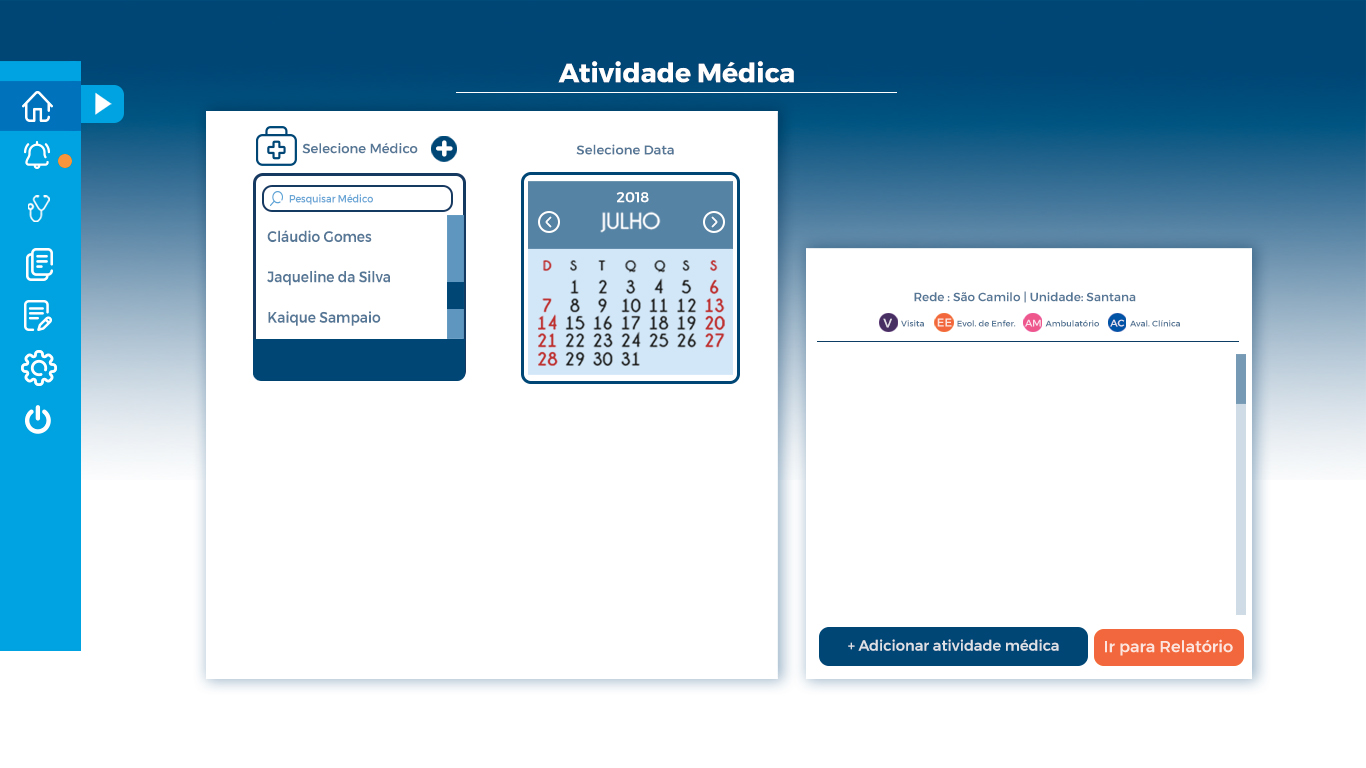 Atividade Médica
Selecione Médico
Pesquisar Médico
Cláudio Gomes
Jaqueline da Silva
Kaique Sampaio
Selecione Data
2018
JULHO
D S T Q Q S S
1 2 3 4 5 6
7 8 9 10 11 12 13
14 15 16 17 18 19 20
21 22 23 24 25 26 27
28 29 30 31
Rede : São Camilo | Unidade: Santana
V Visita EE Evol. de Enfer. AM Ambulatório AC Aval. Clínica
+ Adicionar atividade médica
Ir para Relatório